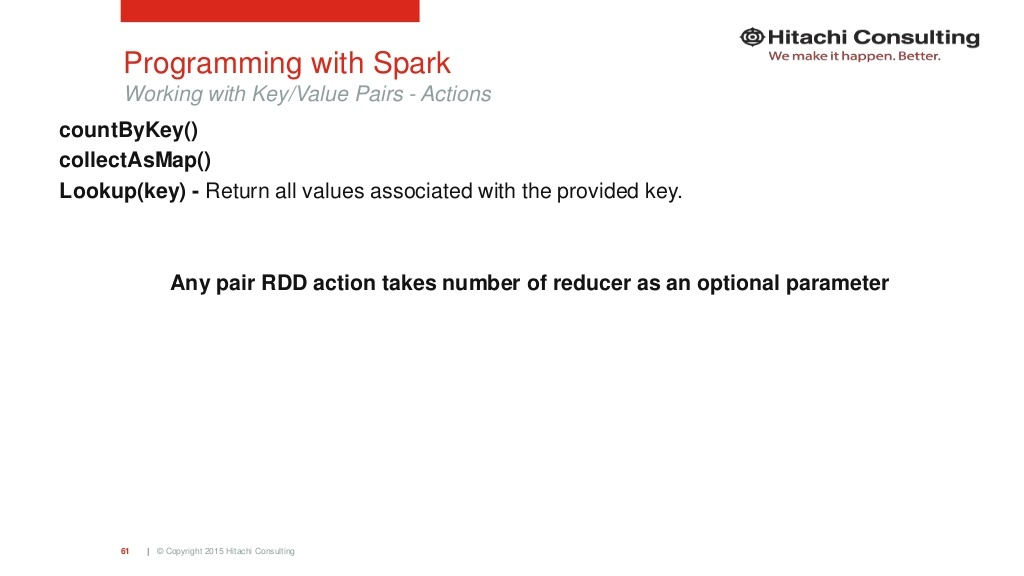 Hitachi Consulting
We make it happen. Better.
Programming with Spark
Working with Key/Value Pairs - Actions
countByKey()
collectAsMap()
Lookup(key) - Return all values associated with the provided key.
Any pair RDD action takes number of reducer as an optional parameter
61 | © Copyright 2015 Hitachi Consulting